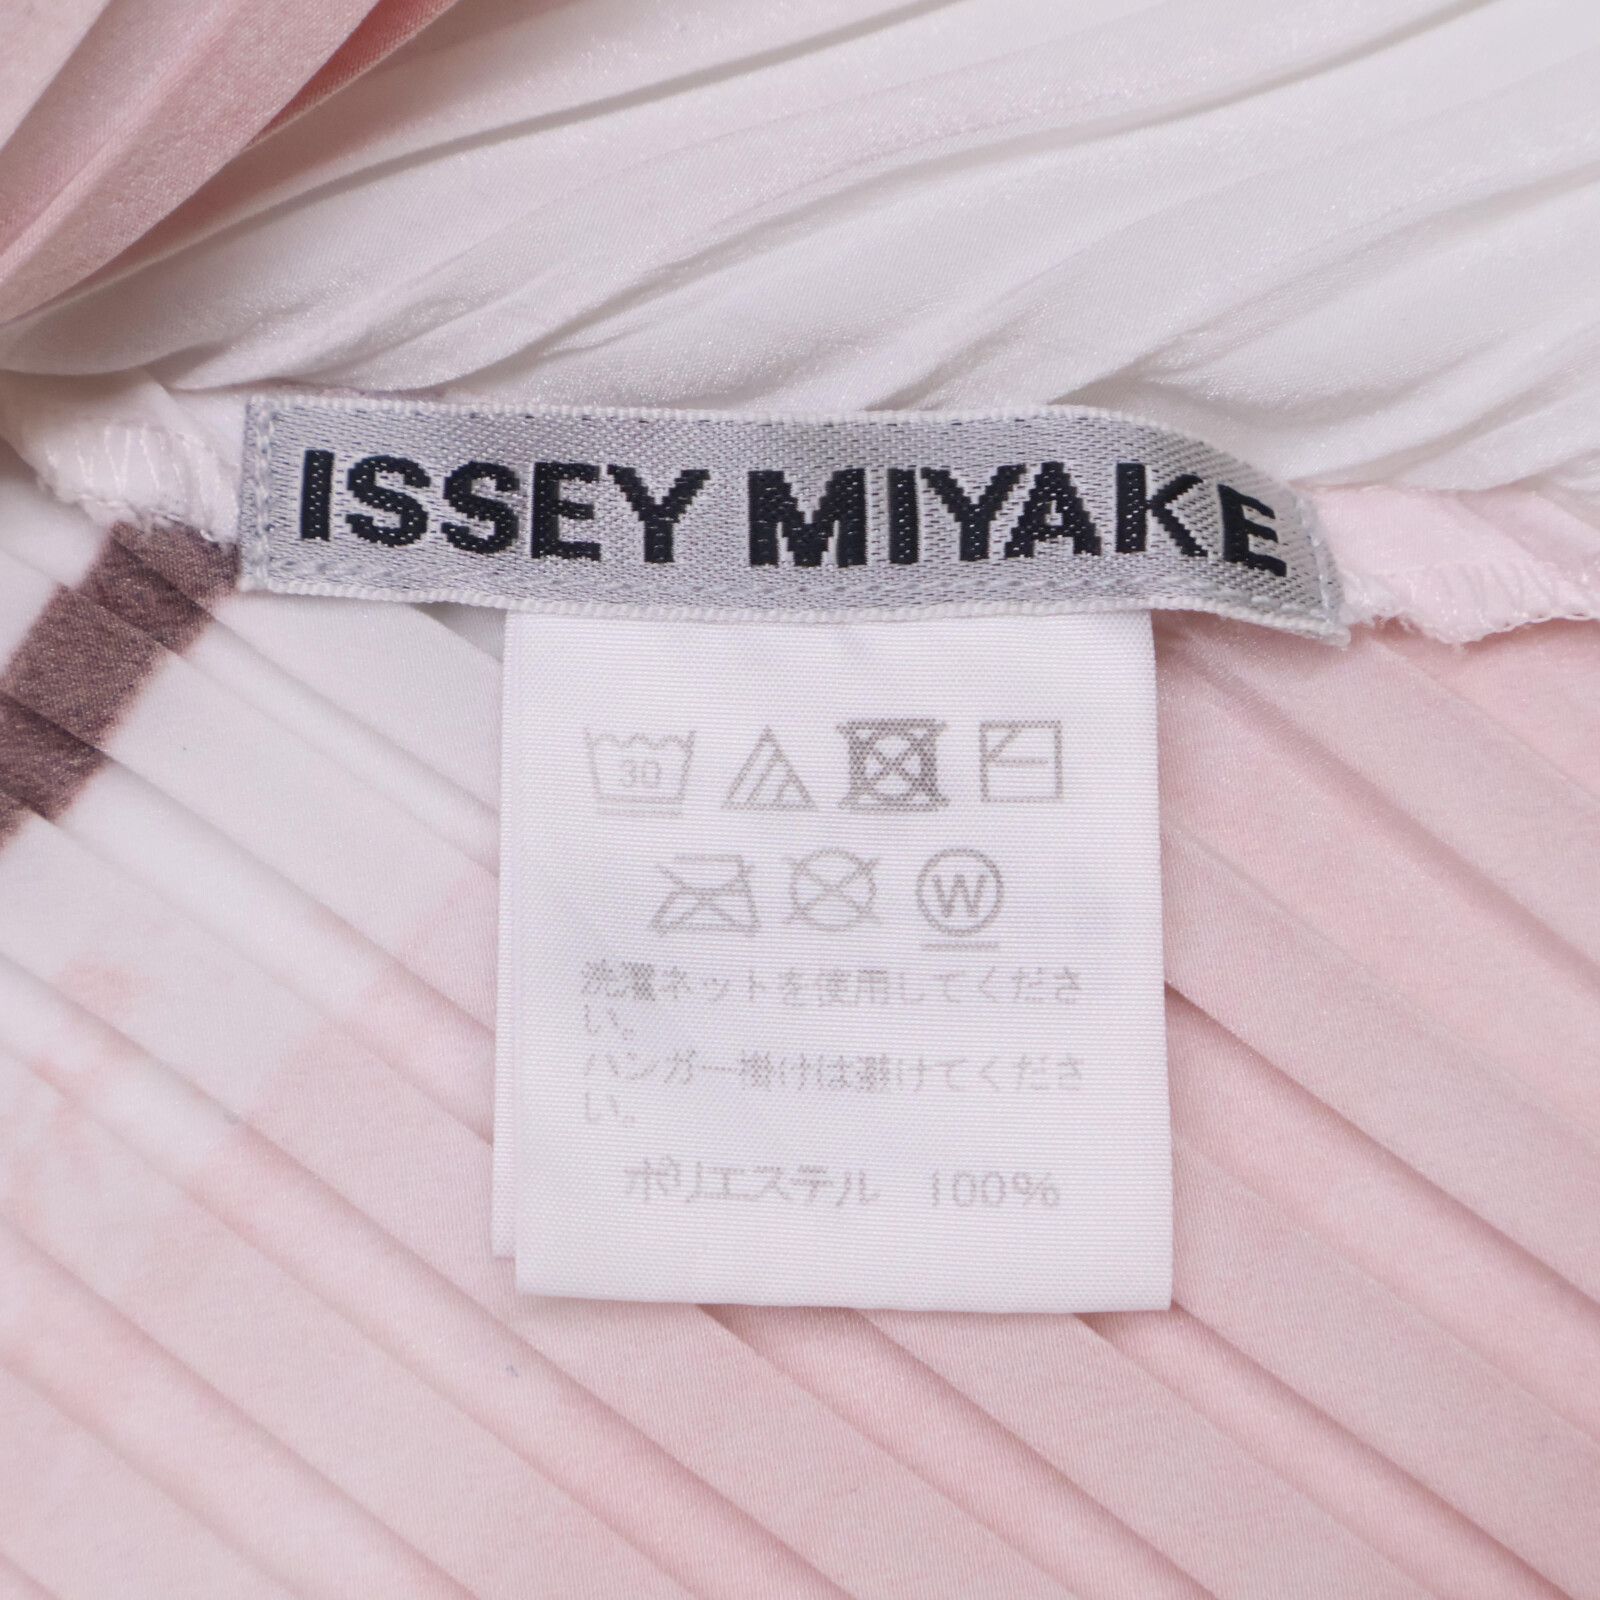 ISSEY MIYAKE
30
W
洗濯ネットを使用してくださ
い。
ハンガー掛けは避けてくださ
い。
ポリエステル 100%